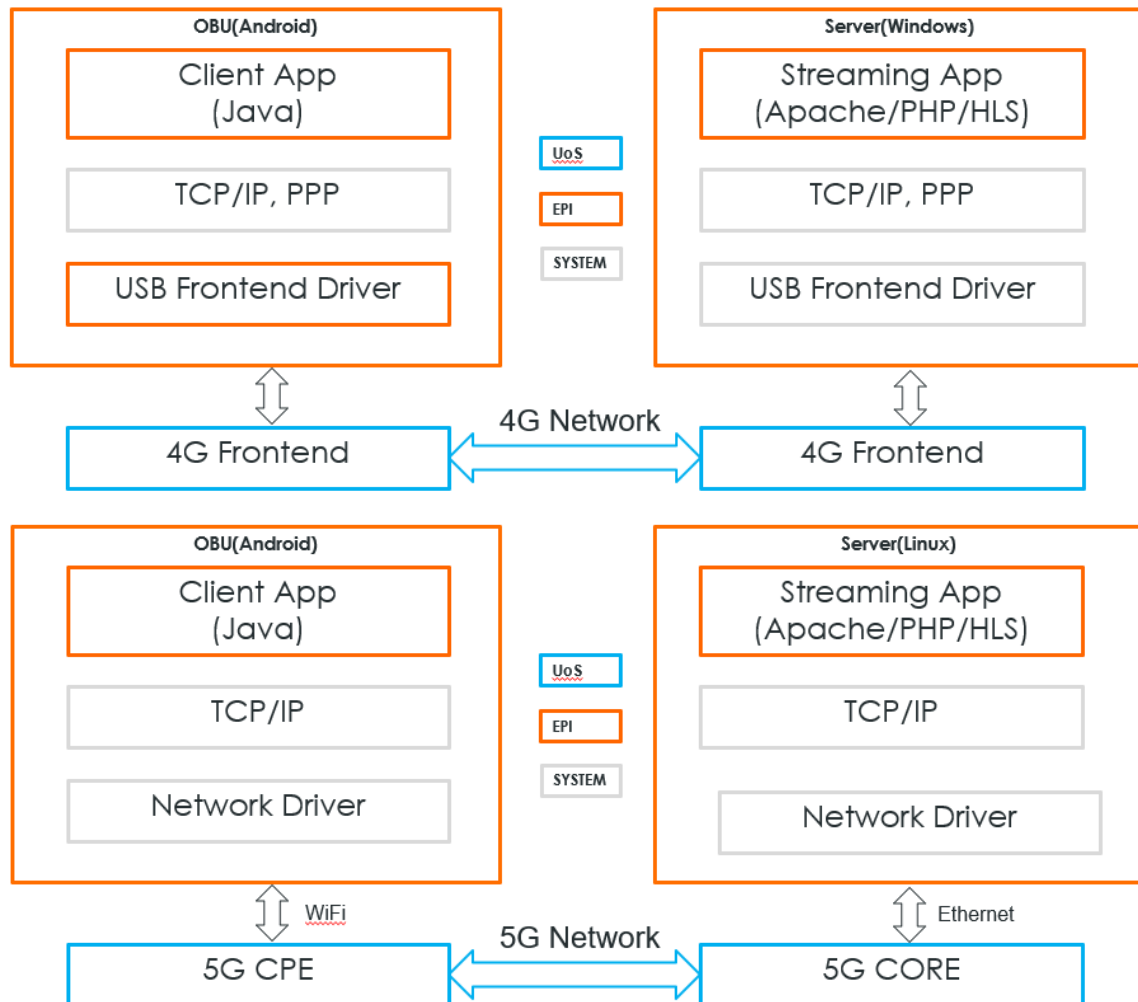 OBU(Android)
Client App
(Java)
TCP/IP, PPP
USB Frontend Driver
4G Frontend
UoS
EPI
SYSTEM
4G Network
Server(Windows)
Streaming App
(Apache/PHP/HLS)
TCP/IP, PPP
USB Frontend Driver
4G Frontend
OBU(Android)
Client App
(Java)
TCP/IP
Network Driver
WiFi
5G CPE
UoS
EPI
SYSTEM
5G Network
Server(Linux)
Streaming App
(Apache/PHP/HLS)
TCP/IP
Network Driver
Ethernet
5G CORE